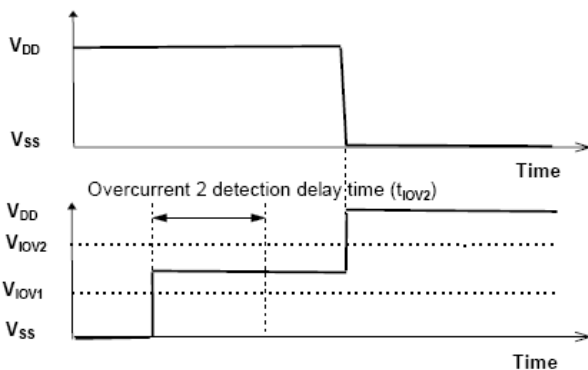 VDD
VSS
Time
Overcurrent 2 detection delay time (tIOV2)
VDD
VIOV2
VIOV1
VSS
Time